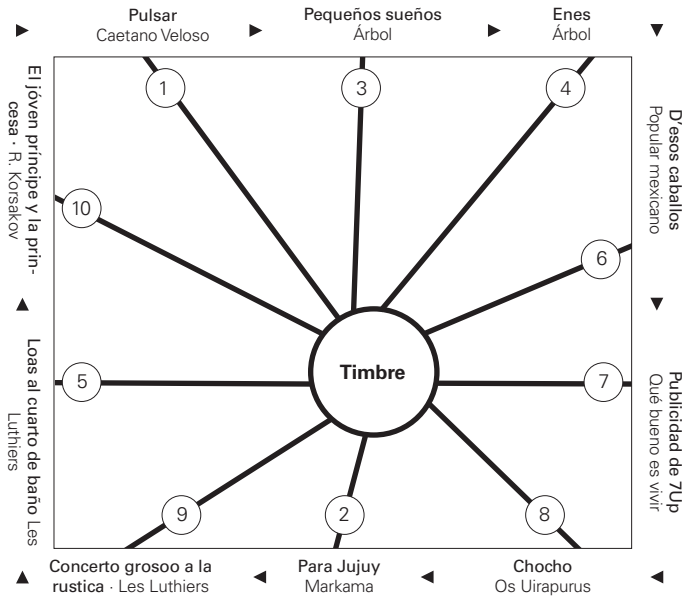 Pulsar
Caetano Veloso
Pequeños sueños
Árbol
Enes
Árbol
D'esos caballos
Popular mexicano
Publicidad de 7Up
Qué bueno es vivir
Chocho
Os Uirapurus
Para Jujuy
Markama
Concerto grosoo a la
rustica · Les Luthiers
Loas al cuarto de baño Les
Luthiers
El jóven príncipe y la prin-
cesa · R. Korsakov
1
3
4
10
6
Timbre
5
7
9
2
8